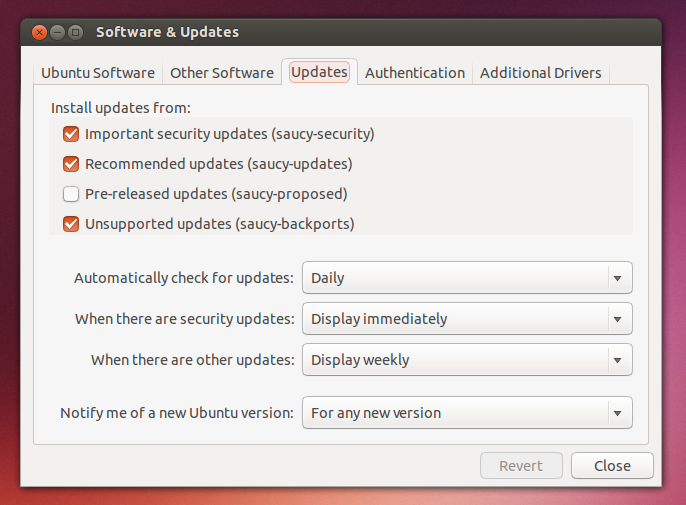 Software & Updates
Ubuntu Software Other Software Updates Authentication Additional Drivers
Install updates from:
Important security updates (saucy-security)
Recommended updates (saucy-updates)
Pre-released updates (saucy-proposed)
Unsupported updates (saucy-backports)
Automatically check for updates: Daily
When there are security updates: Display immediately
When there are other updates: Display weekly
Notify me of a new Ubuntu version: For any new version
Revert Close